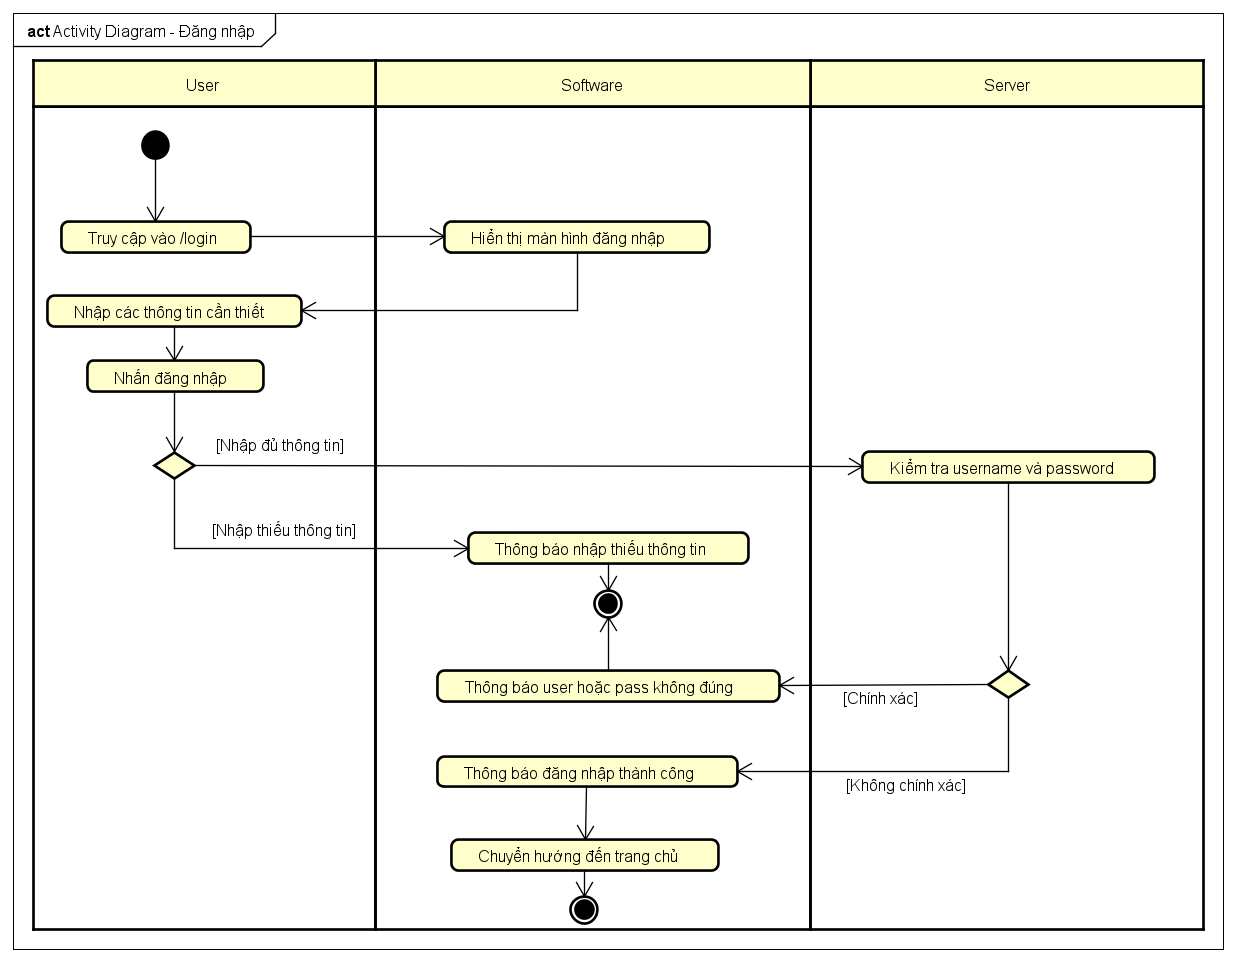 act Activity Diagram - Đăng nhập
User
Software
Server
Truy cập vào /login
Hiển thị màn hình đăng nhập
Nhập các thông tin cần thiết
Nhấn đăng nhập
[Nhập đủ thông tin]
Kiểm tra username và password
[Nhập thiếu thông tin]
Thông báo nhập thiếu thông tin
Thông báo user hoặc pass không đúng
[Chính xác]
Thông báo đăng nhập thành công
[Không chính xác]
Chuyển hướng đến trang chủ